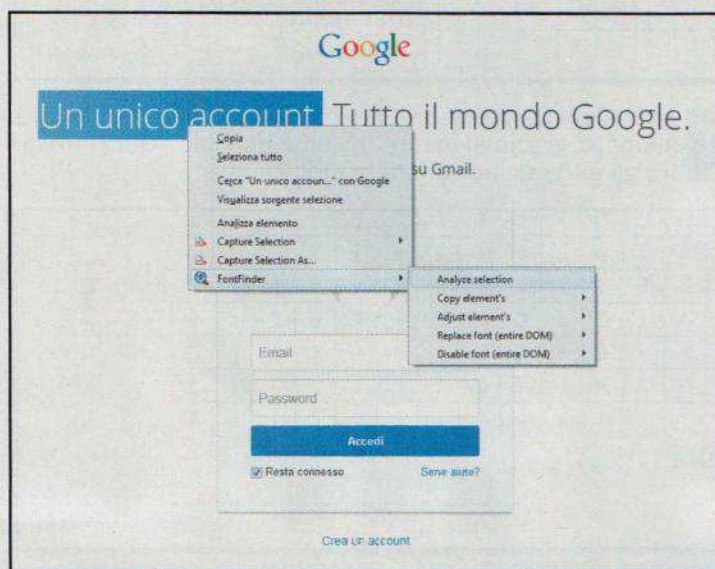 Google
Un unico account. Tutto il mondo Google.
su Gmail.
Copia
Seleziona tutto
Cerca "Un unico accoun..." con Google
Visualizza sorgente selezione
Analizza elemento
Capture Selection
Capture Selection As...
FontFinder
Analyze selection
Copy element's
Adjust element's
Replace font (entire DOM)
Disable font (entire DOM)
Email
Password
Accedi
Resta connesso Serve aiuto?
Crea un account